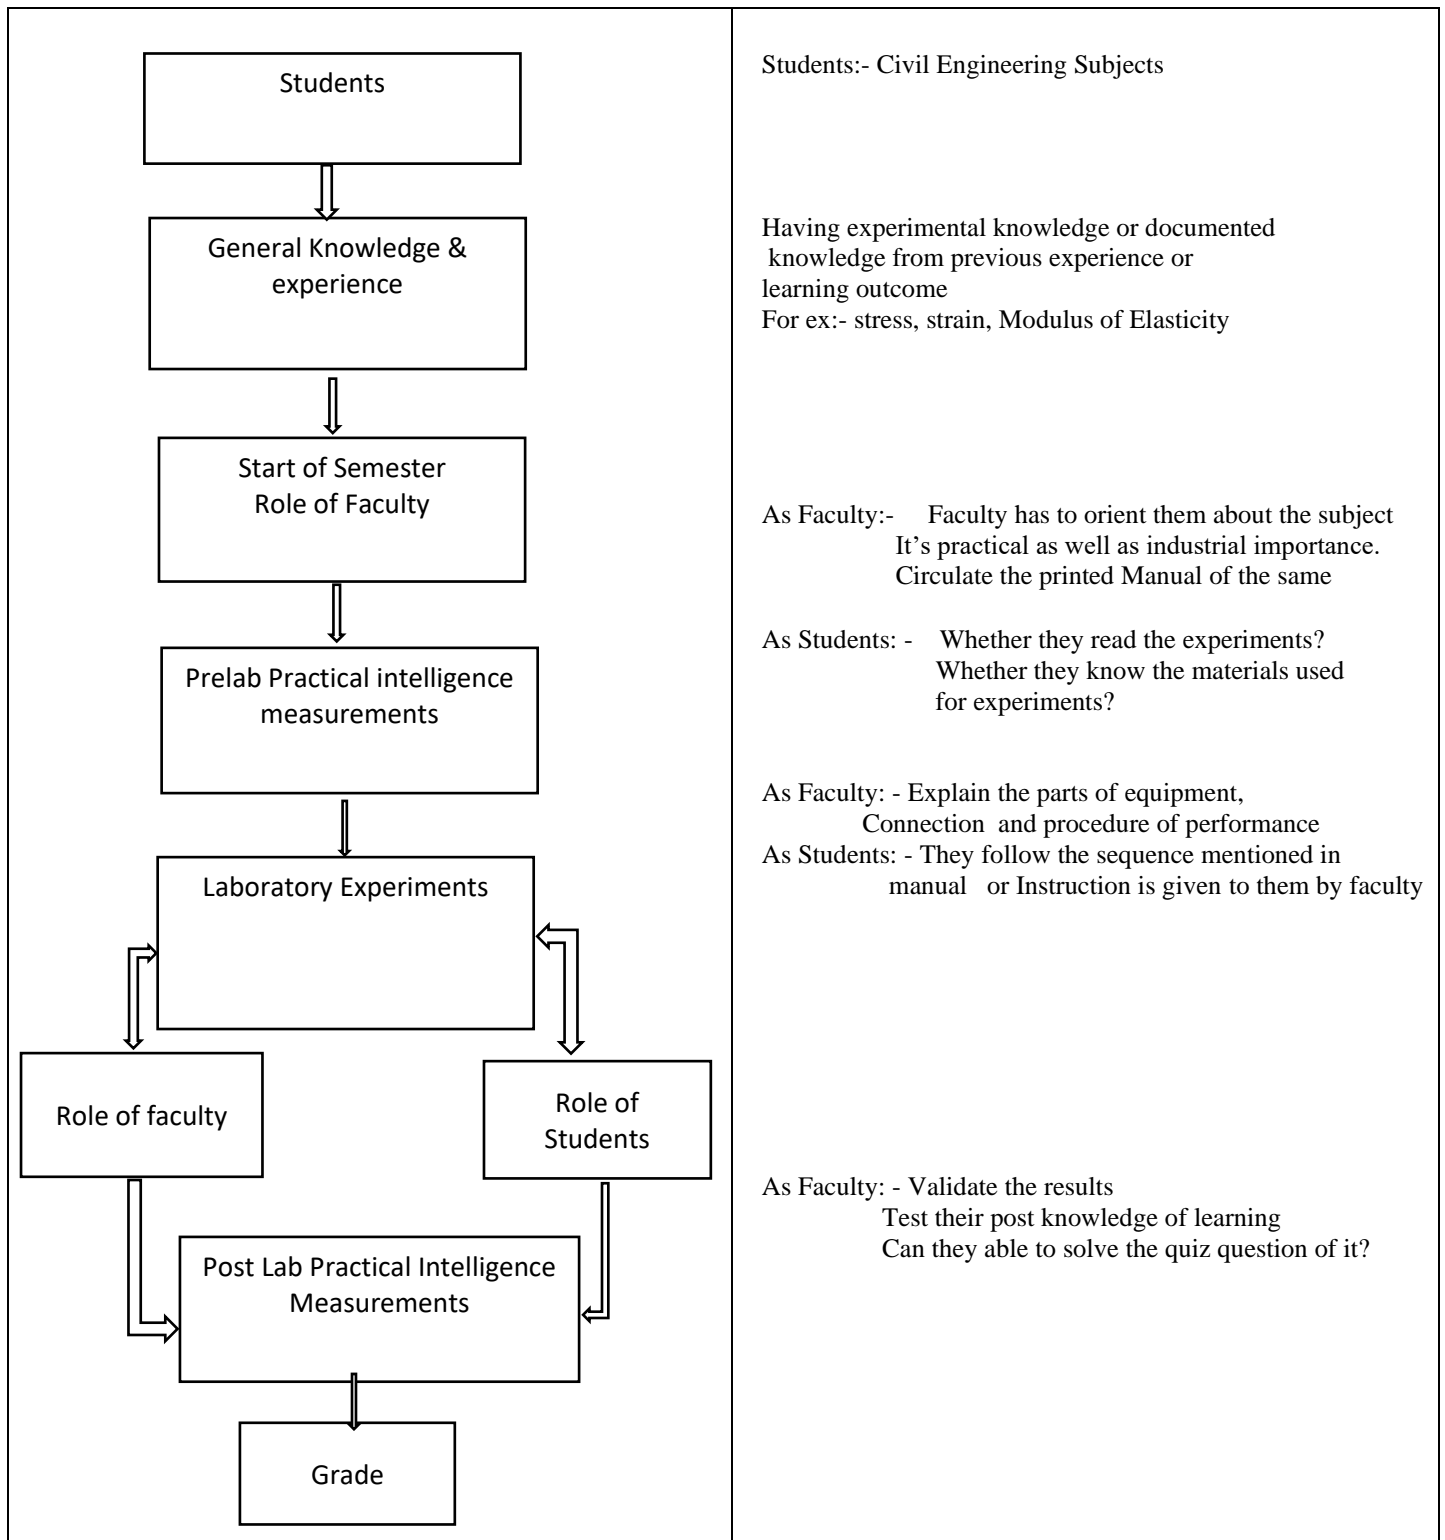 Students
General Knowledge &
experience
Start of Semester
Role of Faculty
Prelab Practical intelligence
measurements
Laboratory Experiments
Role of faculty
Role of
Students
Post Lab Practical Intelligence
Measurements
Grade
Students:- Civil Engineering Subjects
Having experimental knowledge or documented
knowledge from previous experience or
learning outcome
For ex:- stress, strain, Modulus of Elasticity
As Faculty:- Faculty has to orient them about the subject
It’s practical as well as industrial importance.
Circulate the printed Manual of the same
As Students: - Whether they read the experiments?
Whether they know the materials used
for experiments?
As Faculty: - Explain the parts of equipment,
Connection and procedure of performance
As Students: - They follow the sequence mentioned in
manual or Instruction is given to them by faculty
As Faculty: - Validate the results
Test their post knowledge of learning
Can they able to solve the quiz question of it?